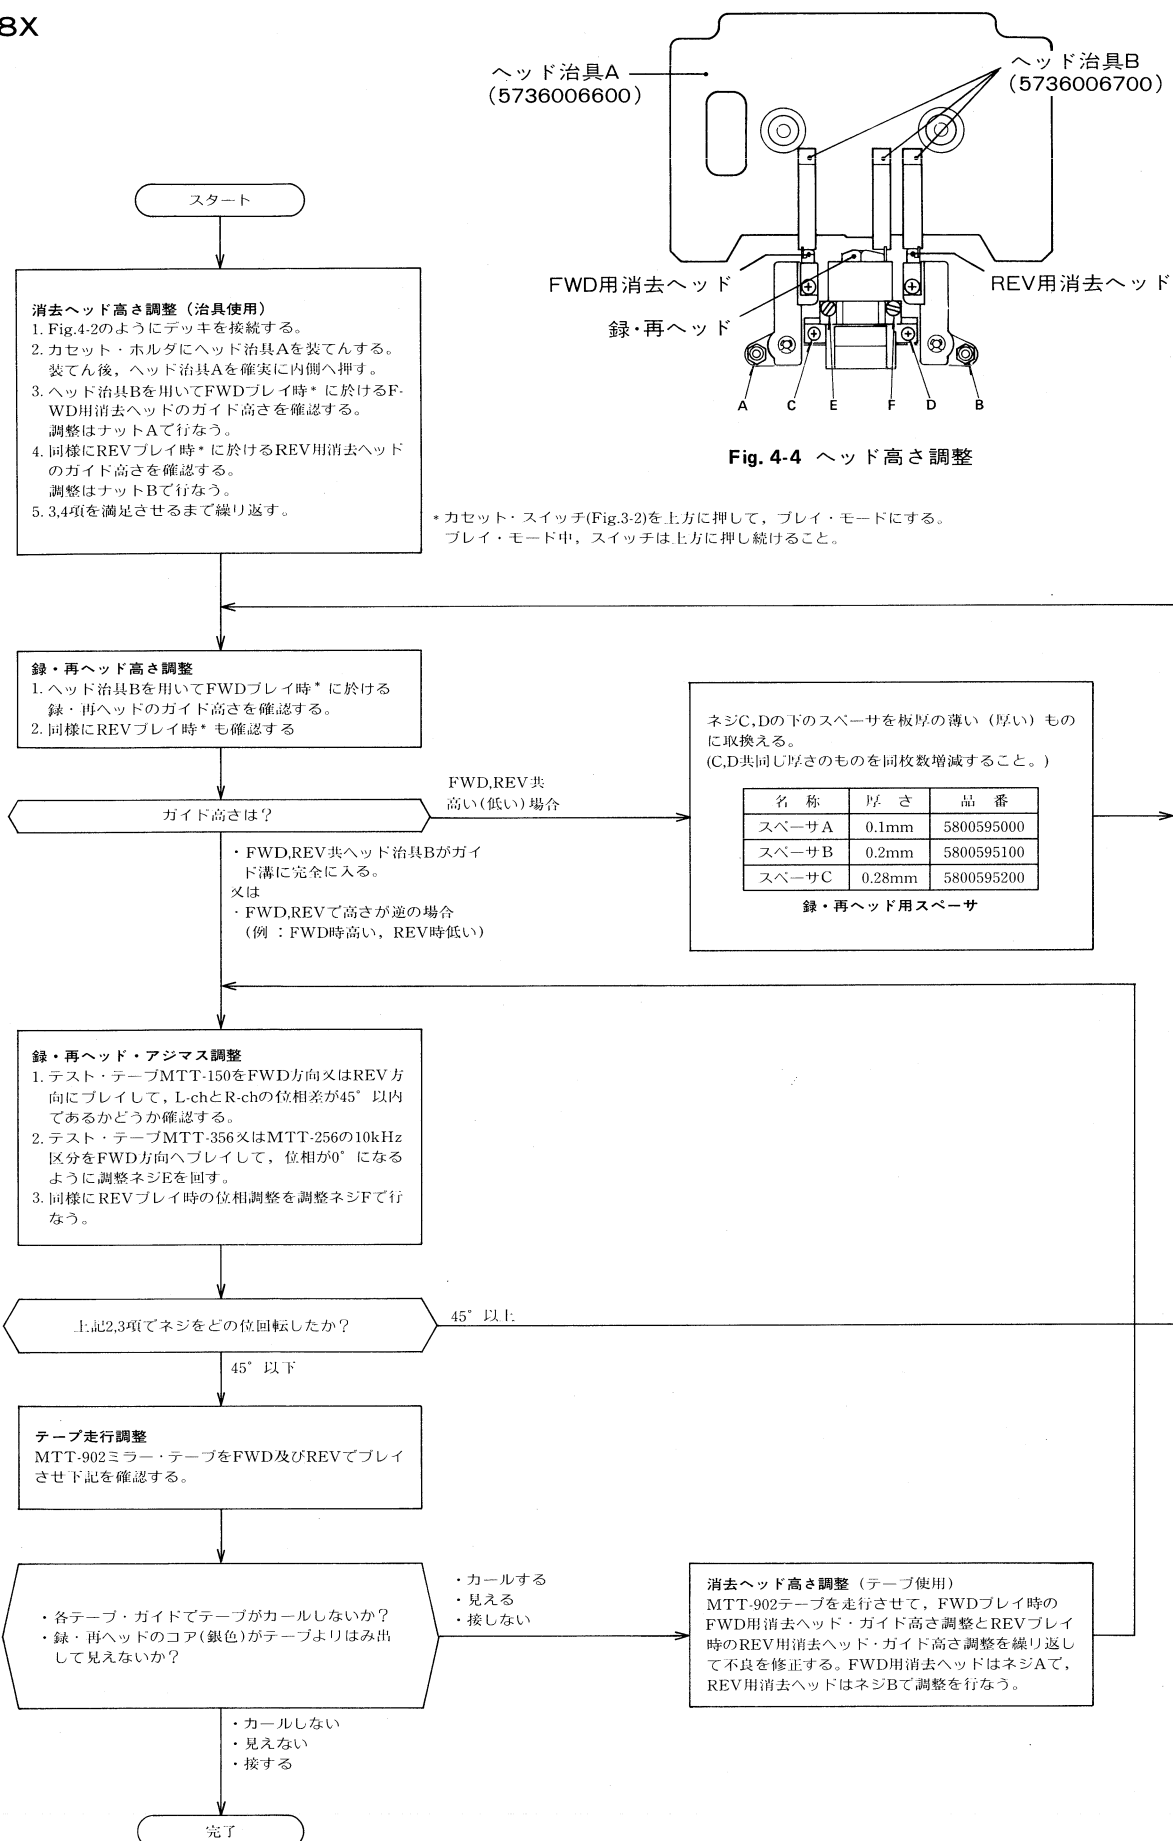 8X
ヘッド治具A
(5736006600)
ヘッド治具B
(5736006700)
FWD用消去ヘッド
REV用消去ヘッド
録・再ヘッド
A C E F D B
Fig. 4-4 ヘッド高さ調整
スタート
消去ヘッド高さ調整（治具使用）
1. Fig.4-2のようにデッキを接続する。
2. カセット・ホルダにヘッド治具Aを装てんする。
装てん後，ヘッド治具Aを確実に内側へ押す。
3. ヘッド治具Bを用いてFWDプレイ時* に於けるF-
WD用消去ヘッドのガイド高さを確認する。
調整はナットAで行なう。
4. 同様にREVプレイ時* に於けるREV用消去ヘッド
のガイド高さを確認する。
調整はナットBで行なう。
5. 3,4項を満足させるまで繰り返す。
* カセット・スイッチ(Fig.3-2)を上方に押して，プレイ・モードにする。
プレイ・モード中，スイッチは上方に押し続けること。
録・再ヘッド高さ調整
1. ヘッド治具Bを用いてFWDプレイ時* に於ける
録・再ヘッドのガイド高さを確認する。
2. 同様にREVプレイ時* も確認する
ガイド高さは？
FWD,REV共
高い(低い)場合
ネジC,Dの下のスペーサを板厚の薄い（厚い）もの
に取換える。
(C,D共同じ厚さのものを同枚数増減すること。)
名 称 厚 さ 品 番
スペーサA 0.1mm 5800595000
スペーサB 0.2mm 5800595100
スペーサC 0.28mm 5800595200
録・再ヘッド用スペーサ
・FWD,REV共ヘッド治具Bがガイ
ド溝に完全に入る。
又は
・FWD,REVで高さが逆の場合
(例 : FWD時高い，REV時低い)
録・再ヘッド・アジマス調整
1. テスト・テープMTT-150をFWD方向又はREV方
向にプレイして，L-chとR-chの位相差が45° 以内
であるかどうか確認する。
2. テスト・テープMTT-356又はMTT-256の10kHz
区分をFWD方向へプレイして，位相が0° になる
ように調整ネジEを回す。
3. 同様にREVプレイ時の位相調整を調整ネジFで行
なう。
上記2,3項でネジをどの位回転したか？
45° 以上
45° 以下
テープ走行調整
MTT-902ミラー・テープをFWD及びREVでプレイ
させ下記を確認する。
・各テープ・ガイドでテープがカールしないか？
・録・再ヘッドのコア(銀色)がテープよりはみ出
して見えないか？
・カールする
・見える
・接しない
消去ヘッド高さ調整（テープ使用）
MTT-902テープを走行させて，FWDプレイ時の
FWD用消去ヘッド・ガイド高さ調整とREVプレイ
時のREV用消去ヘッド・ガイド高さ調整を繰り返し
て不良を修正する。FWD用消去ヘッドはネジAで，
REV用消去ヘッドはネジBで調整を行なう。
・カールしない
・見えない
・接する
完了